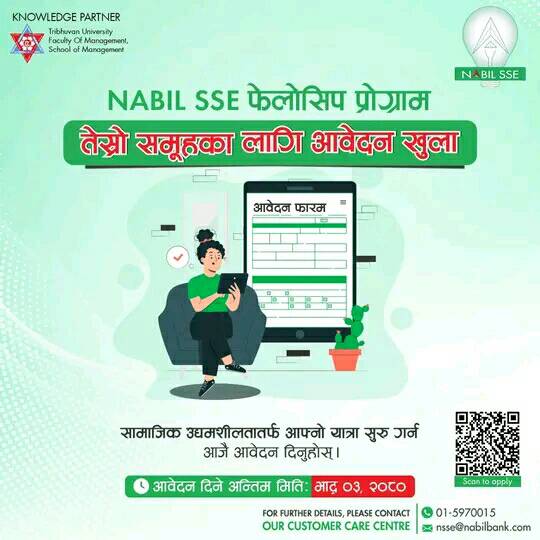 KNOWLEDGE PARTNER
Tribhuvan University
Faculty Of Management,
School of Management
NABIL SSE
NABIL SSE फेलोसिप प्रोग्राम
तेस्रो समूहका लागि आवेदन खुला
आवेदन फारम
सामाजिक उद्यमशीलतातर्फ आफ्नो यात्रा सुरु गर्न
आजै आवेदन दिनुहोस् ।
Scan to apply
आवेदन दिने अन्तिम मिति: भाद्र ०३, २०८०
FOR FURTHER DETAILS, PLEASE CONTACT
OUR CUSTOMER CARE CENTRE
01-5970015
nsse@nabilbank.com